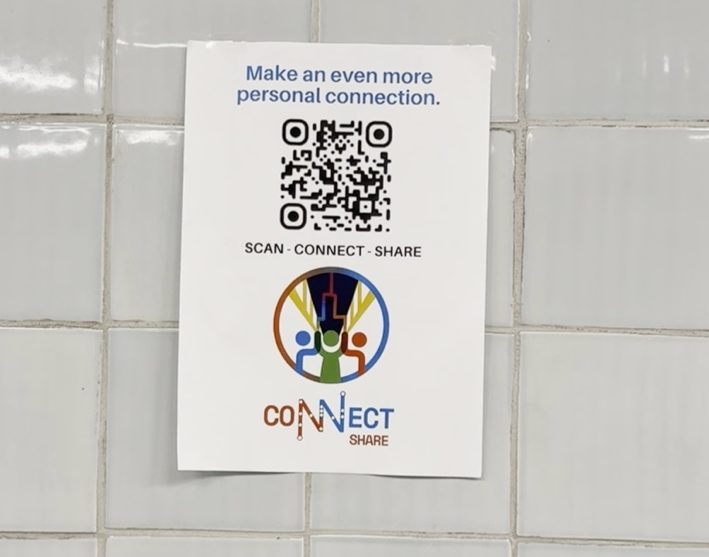 Make an even more
personal connection.
SCAN - CONNECT - SHARE
CONNECT
SHARE